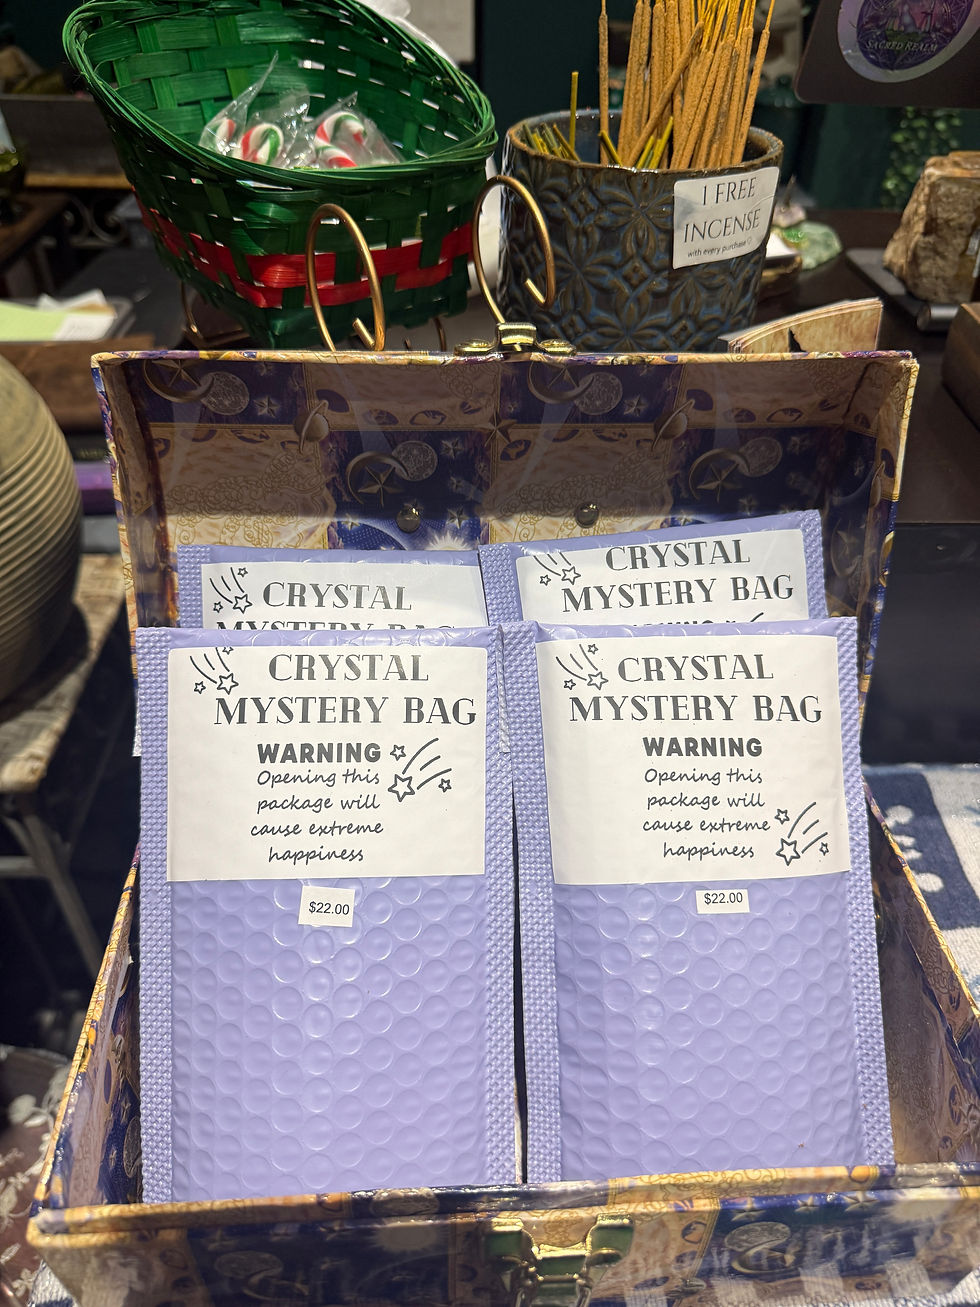 SACRED REALM
1 FREE
INCENSE
with every purchase
CRYSTAL
MYSTERY BAG
CRYSTAL
MYSTERY BAG
WARNING
CRYSTAL
MYSTERY BAG
WARNING
Opening this
package will
cause extreme
happiness
$22.00
CRYSTAL
MYSTERY BAG
WARNING
Opening this
package will
cause extreme
happiness
$22.00